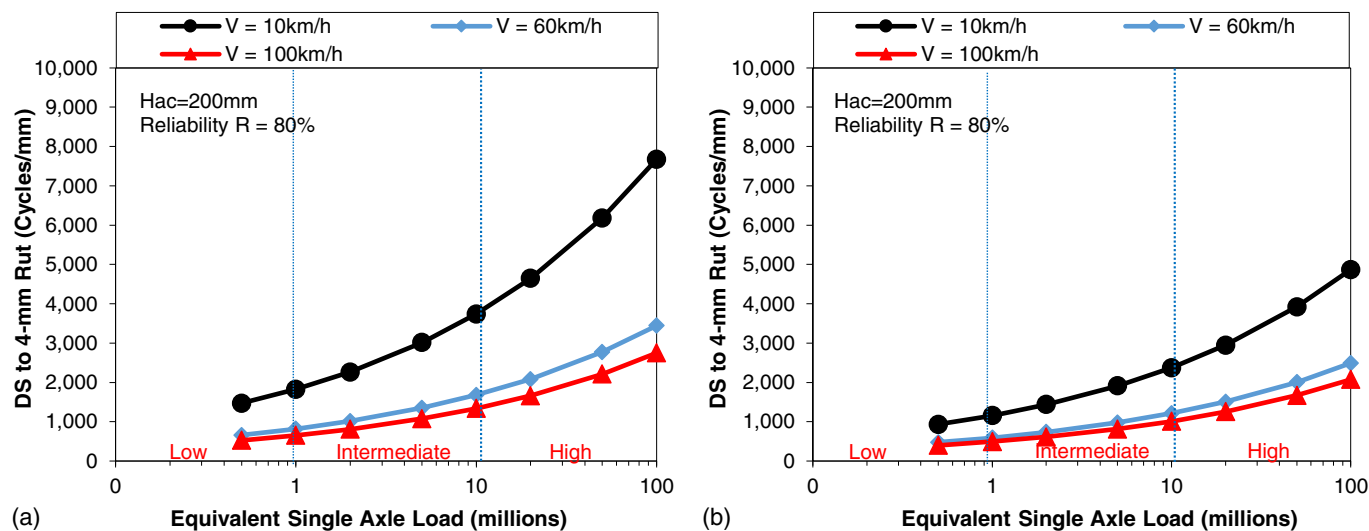 V = 10km/h
V = 60km/h
V = 100km/h
10,000
9,000
8,000
7,000
6,000
5,000
4,000
3,000
2,000
1,000
0
DS to 4-mm Rut (Cycles/mm)
Hac=200mm
Reliability R = 80%
Low
Intermediate
High
0
1
10
100
Equivalent Single Axle Load (millions)
(a)
V = 10km/h
V = 60km/h
V = 100km/h
10,000
9,000
8,000
7,000
6,000
5,000
4,000
3,000
2,000
1,000
0
DS to 4-mm Rut (Cycles/mm)
Hac=200mm
Reliability R = 80%
Low
Intermediate
High
0
1
10
100
Equivalent Single Axle Load (millions)
(b)